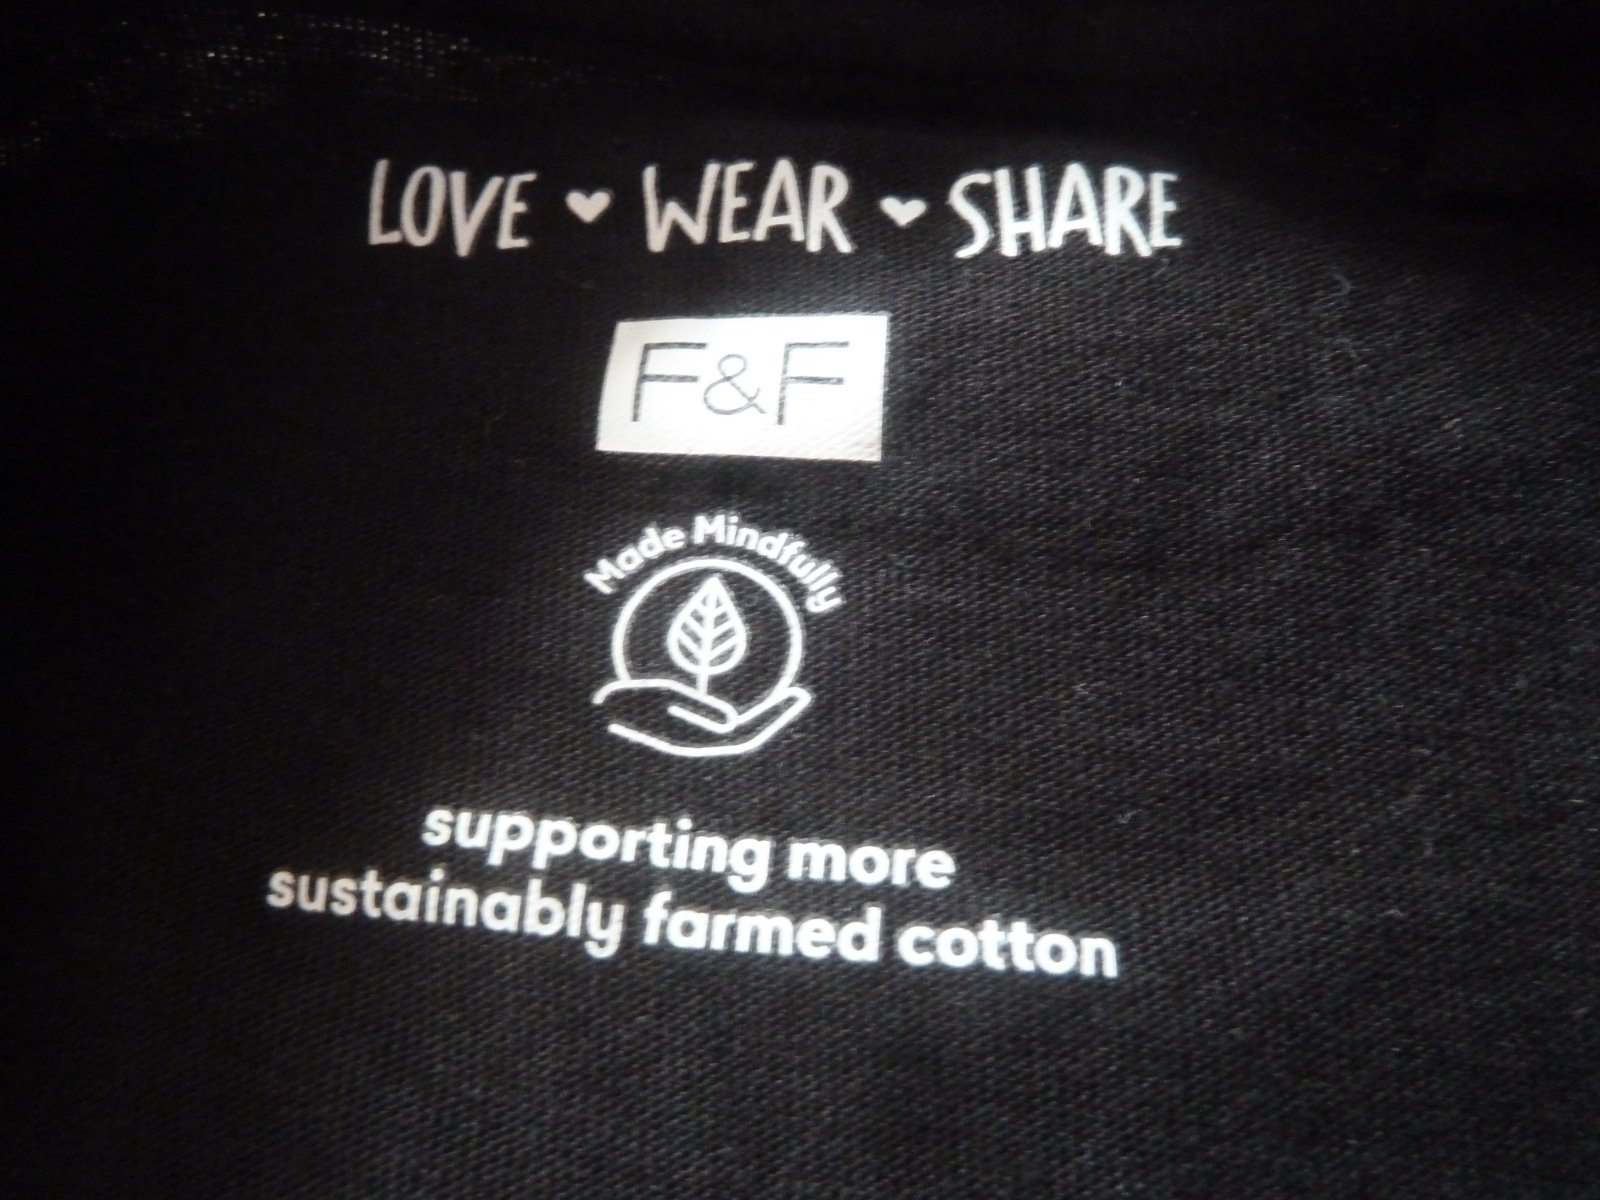 LOVE ♥ WEAR ♥ SHARE
F&F
Made Mindfully
supporting more
sustainably farmed cotton